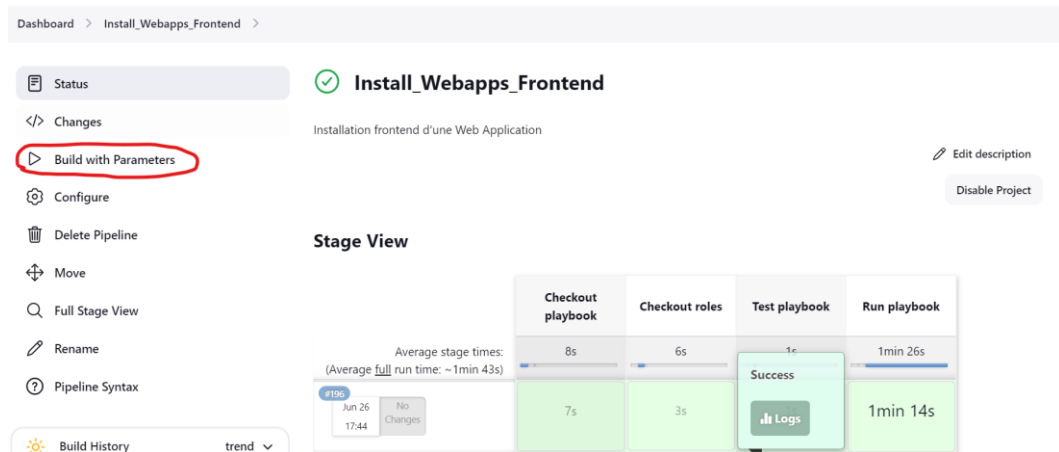 Dashboard > Install_Webapps_Frontend >
Status
</> Changes
Build with Parameters
Configure
Delete Pipeline
Move
Full Stage View
Rename
Pipeline Syntax
Build History trend
Install_Webapps_Frontend
Installation frontend d'une Web Application
Edit description
Disable Project
Stage View
Checkout
playbook
Checkout roles
Test playbook
Run playbook
Average stage times:
(Average full run time: ~1min 43s)
8s
6s
1s
1min 26s
#196
Jun 26
17:44
No
Changes
7s
3s
Success
Logs
1min 14s